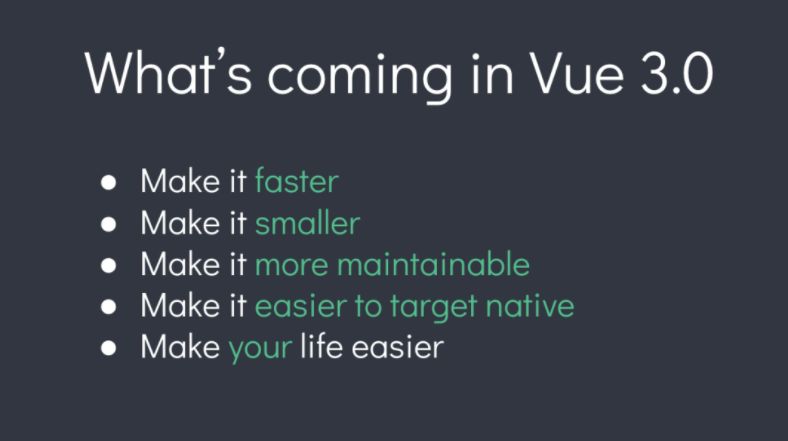 What's coming in Vue 3.0
● Make it faster
● Make it smaller
● Make it more maintainable
● Make it easier to target native
● Make your life easier